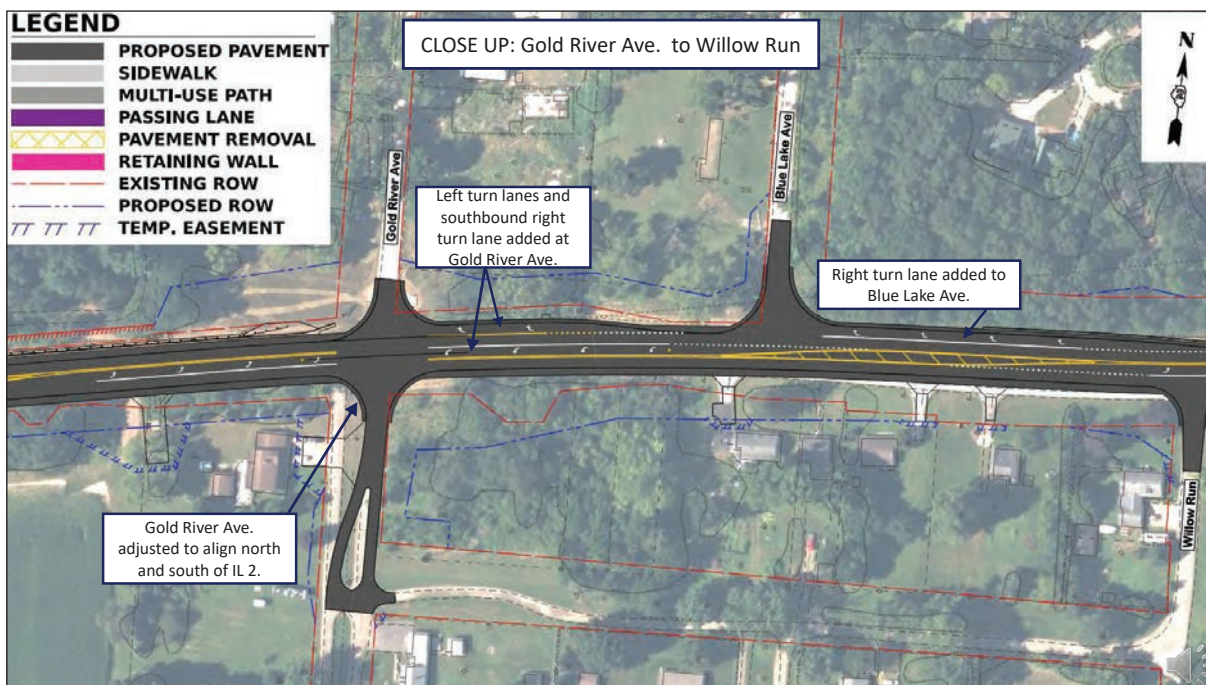 LEGEND
PROPOSED PAVEMENT
SIDEWALK
MULTI-USE PATH
PASSING LANE
PAVEMENT REMOVAL
RETAINING WALL
EXISTING ROW
PROPOSED ROW
TEMP. EASEMENT
CLOSE UP: Gold River Ave. to Willow Run
N
Gold River Ave
Blue Lake Ave
Left turn lanes and
southbound right
turn lane added at
Gold River Ave.
Right turn lane added to
Blue Lake Ave.
Gold River Ave.
adjusted to align north
and south of IL 2.
Willow Run